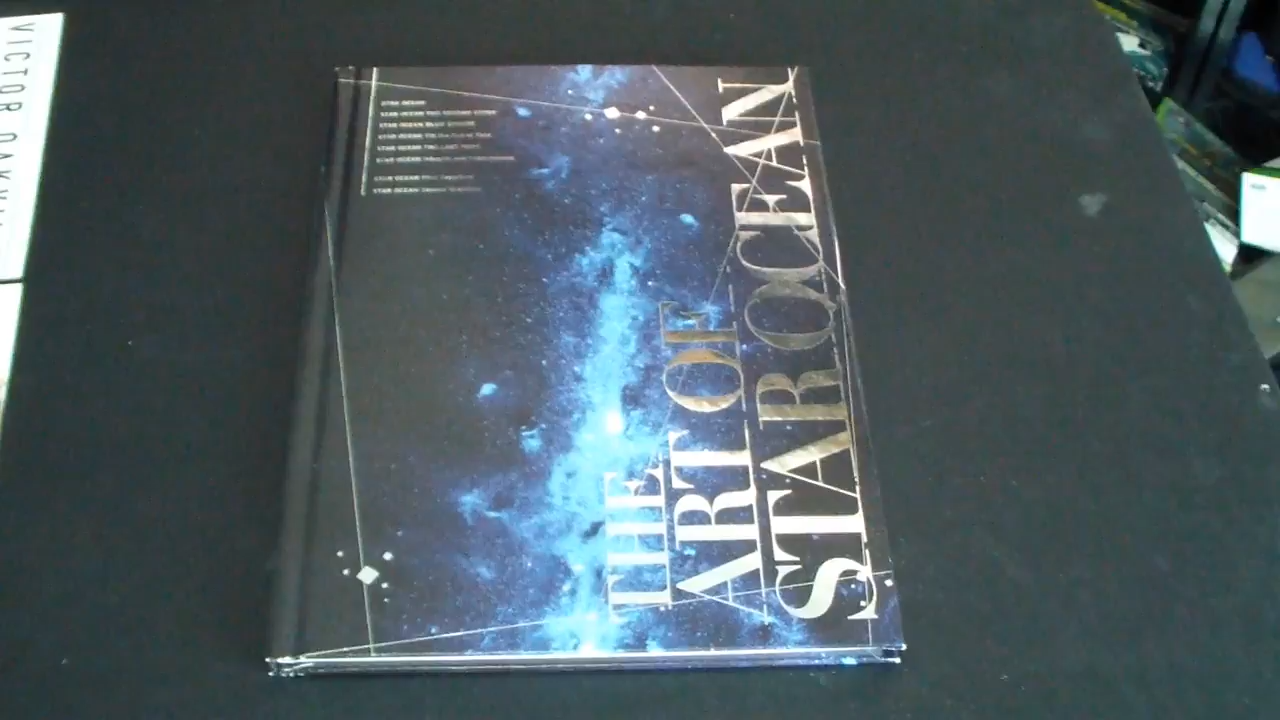 THE
ART OF
STAR OCEAN
STAR OCEAN
STAR OCEAN THE SECOND STORY
STAR OCEAN BLUE SPHERE
STAR OCEAN Till the End of Time
STAR OCEAN THE LAST HOPE
STAR OCEAN Integrity and Faithlessness
STAR OCEAN First Departure
STAR OCEAN Second Evolution
VICTOR